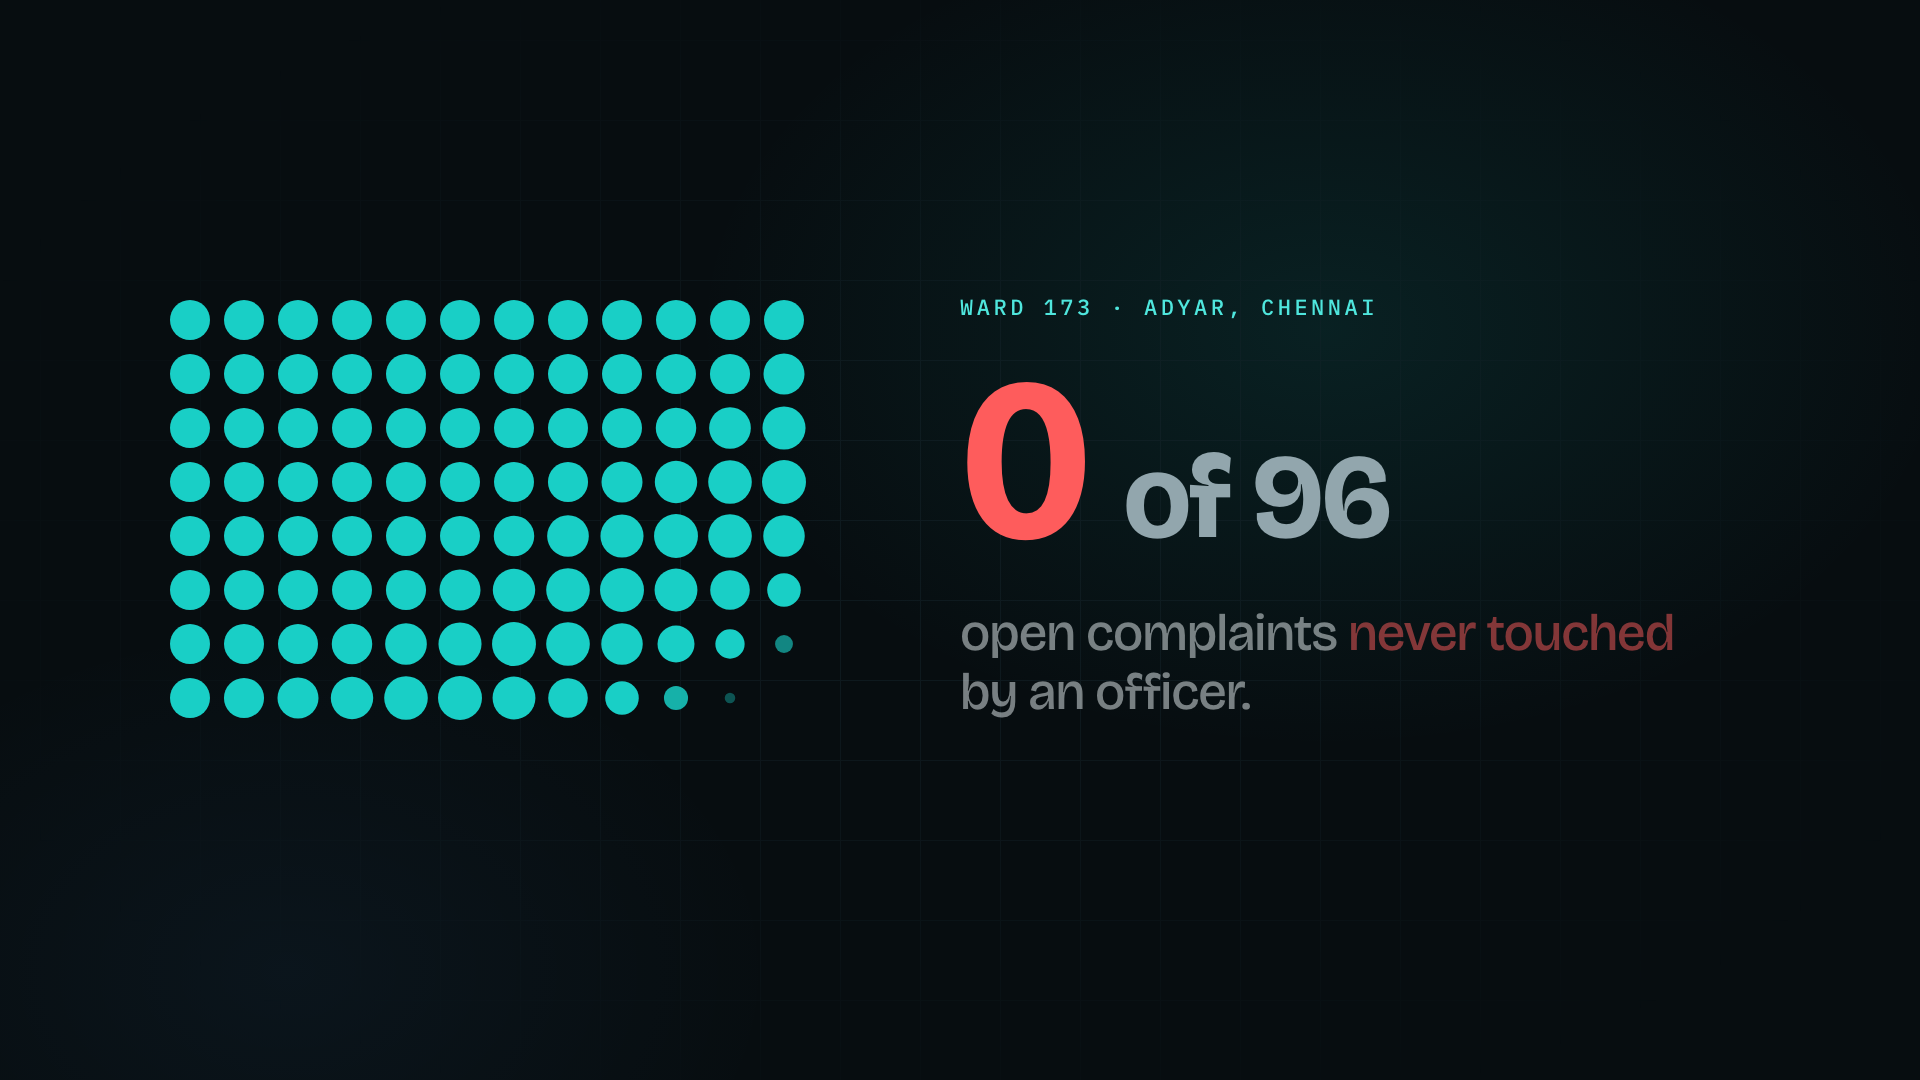 WARD 173 · ADYAR, CHENNAI
0 of 96
open complaints never touched
by an officer.